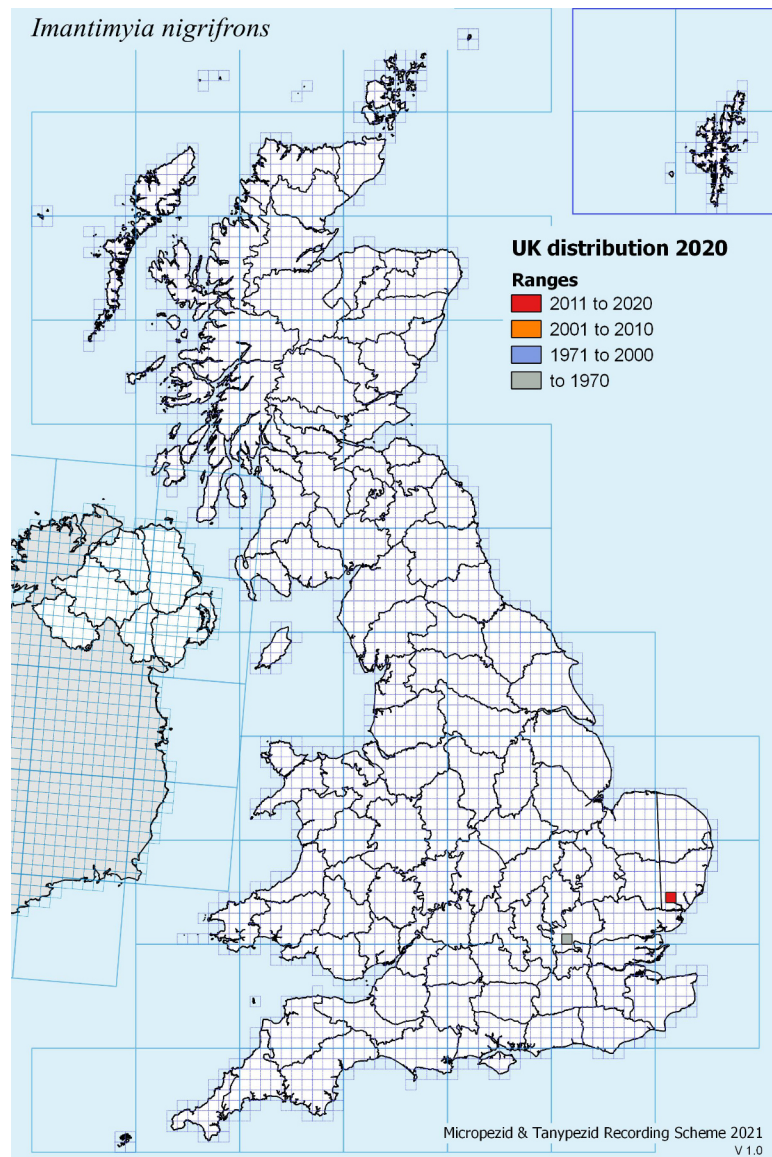 Imantimyia nigrifrons
UK distribution 2020
Ranges
2011 to 2020
2001 to 2010
1971 to 2000
to 1970
Micropezid & Tanypezid Recording Scheme 2021
V 1.0